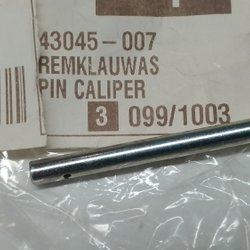 43045-007
REMKLAUWAS
PIN CALIPER
3 099/1003